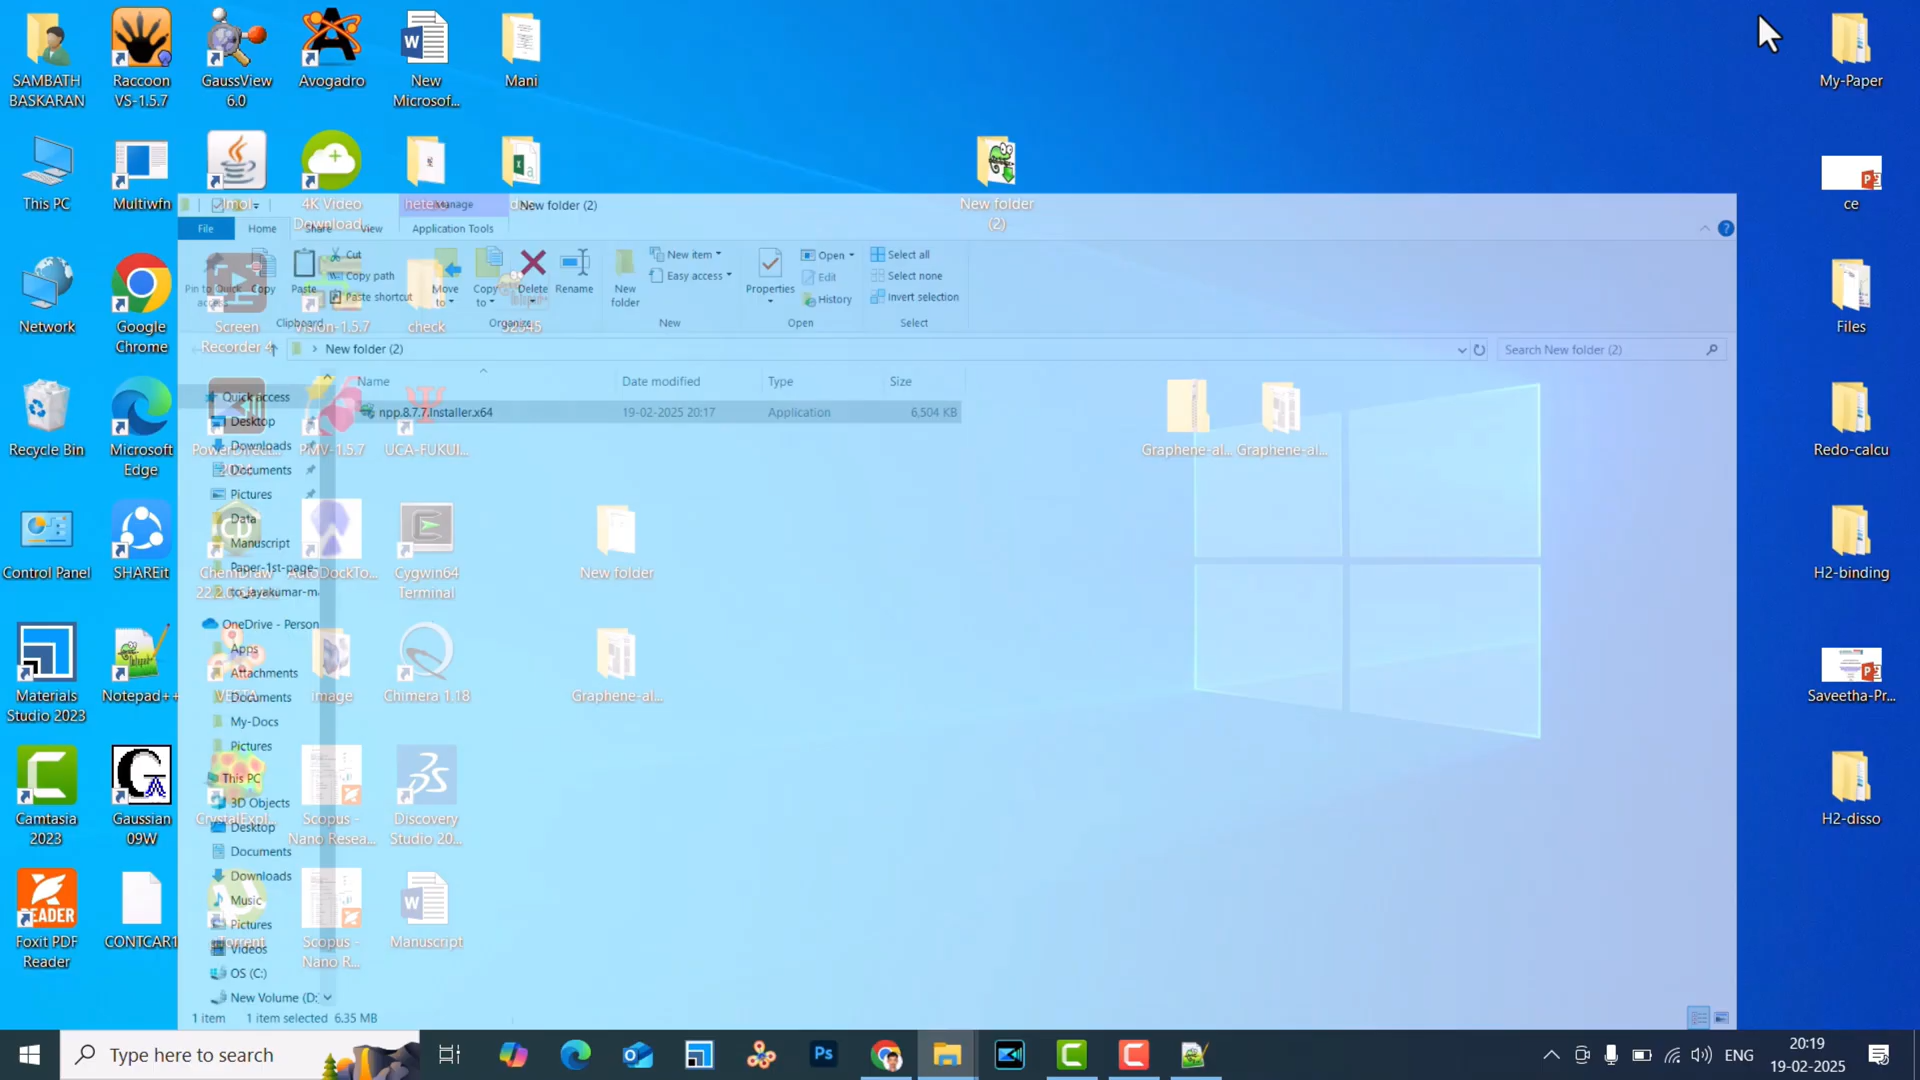 SAMBATH
BASKARAN
Raccoon
VS-1.5.7
GaussView
6.0
Avogadro
New
Microsof...
Mani
My-Paper
This PC
Multiwfn
Jmol
4K Video
Download...
New folder
(2)
ce
Manage
New folder (2)
File
Home
Share
View
Application Tools
Pin to Quick
access
Copy
Paste
Cut
Copy path
Paste shortcut
Clipboard
Move
to
Copy
to
Delete
Rename
Organize
New
folder
New item
Easy access
New
Properties
Open
Edit
History
Open
Select all
Select none
Invert selection
Select
Network
Google
Chrome
Screen
Recorder 4
Vision-1.5.7
check
Files
New folder (2)
Search New folder (2)
Name
Date modified
Type
Size
npp.8.7.7.Installer.x64
19-02-2025 20:17
Application
6,504 KB
Quick access
Desktop
Downloads
Documents
Pictures
Data
Manuscript
Paper-1st-page-
to_jayakumar-m
OneDrive - Person
Apps
Attachments
Documents
My-Docs
Pictures
This PC
3D Objects
Desktop
Documents
Downloads
Music
Pictures
Videos
OS (C:)
New Volume (D:
1 item
1 item selected
6.35 MB
Recycle Bin
Microsoft
Edge
PowerDirect...
PMV-1.5.7
UCA-FUKUI...
Graphene-al...
Graphene-al...
Redo-calcu
Control Panel
SHAREit
ChemDraw
22.2.0
AutoDockTo...
Cygwin64
Terminal
New folder
H2-binding
Materials
Studio 2023
Notepad++
VESTA
image
Chimera 1.18
Graphene-al...
Saveetha-Pr...
Camtasia
2023
Gaussian
09W
CrystalExpl...
Scopus -
Nano Resea...
Discovery
Studio 20...
H2-disso
READER
Foxit PDF
Reader
CONTCAR1
Scopus -
Nano R...
Manuscript
Type here to search
Ps
ENG
20:19
19-02-2025